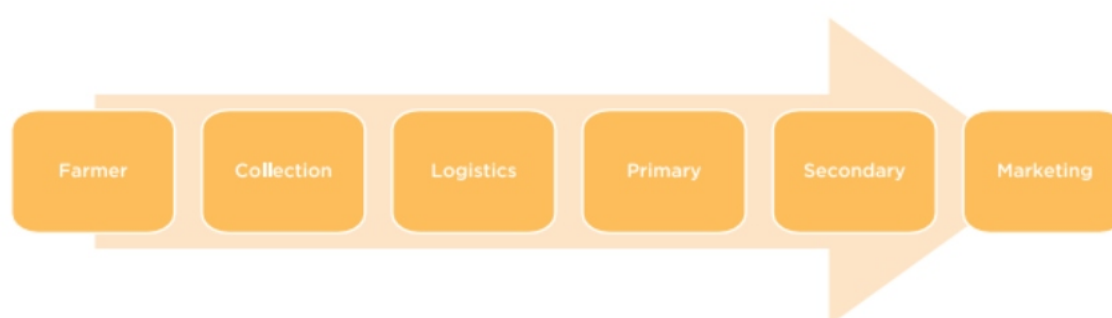 Farmer
Collection
Logistics
Primary
Secondary
Marketing